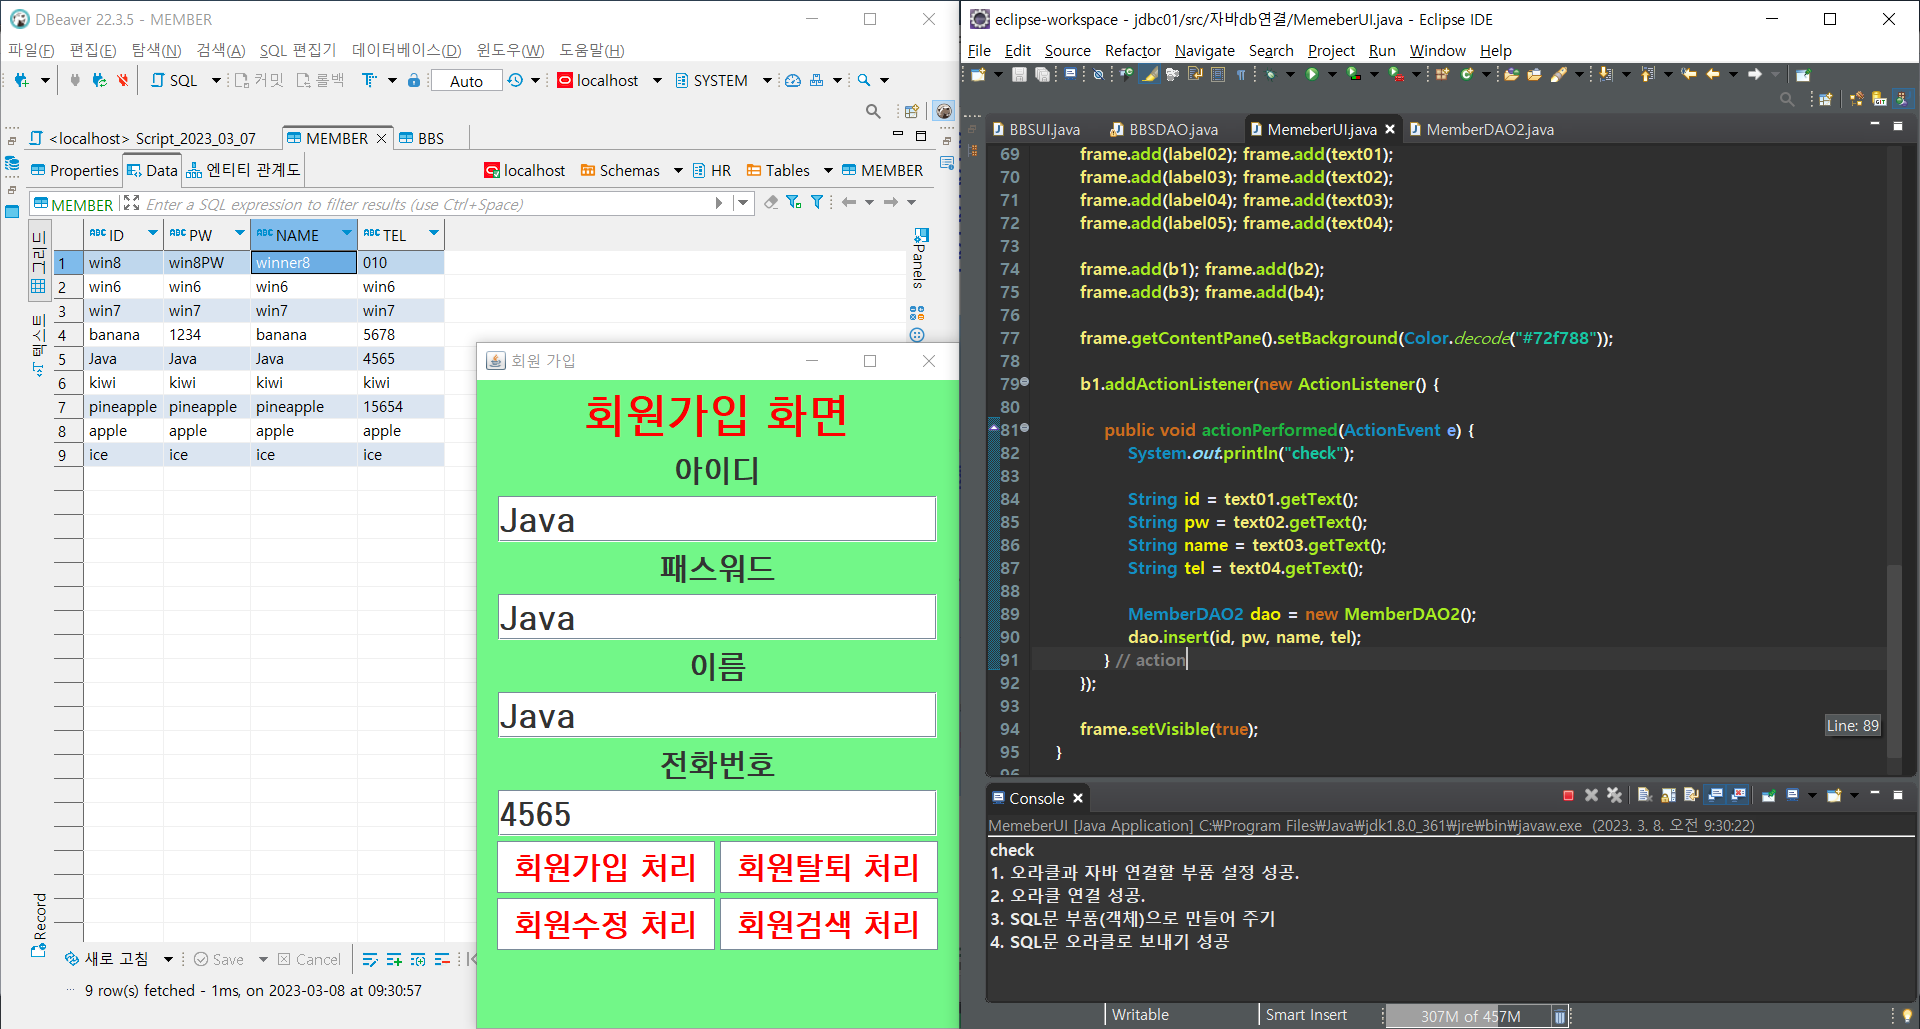 DBeaver 22.3.5 - MEMBER
파일(F) 편집(E) 탐색(N) 검색(A) SQL 편집기 데이터베이스(D) 윈도우(W) 도움말(H)
SQL 커밋 롤백 Auto localhost SYSTEM
<localhost> Script_2023_03_07 MEMBER BBS
Properties Data 엔티티 관계도 localhost Schemas HR Tables MEMBER
MEMBER Enter a SQL expression to filter results (use Ctrl+Space)
그리드
텍스트
Record
Panels
ABC ID ABC PW ABC NAME ABC TEL
1 win8 win8PW winner8 010
2 win6 win6 win6 win6
3 win7 win7 win7 win7
4 banana 1234 banana 5678
5 Java Java Java 4565
6 kiwi kiwi kiwi kiwi
7 pineapple pineapple pineapple 15654
8 apple apple apple apple
9 ice ice ice ice
새로 고침 Save Cancel
9 row(s) fetched - 1ms, on 2023-03-08 at 09:30:57
회원 가입
회원가입 화면
아이디
Java
패스워드
Java
이름
Java
전화번호
4565
회원가입 처리 회원탈퇴 처리
회원수정 처리 회원검색 처리
eclipse-workspace - jdbc01/src/자바db연결/MemeberUI.java - Eclipse IDE
File Edit Source Refactor Navigate Search Project Run Window Help
BBSUI.java BBSDAO.java MemeberUI.java MemberDAO2.java
69 frame.add(label02); frame.add(text01);
70 frame.add(label03); frame.add(text02);
71 frame.add(label04); frame.add(text03);
72 frame.add(label05); frame.add(text04);
73
74 frame.add(b1); frame.add(b2);
75 frame.add(b3); frame.add(b4);
76
77 frame.getContentPane().setBackground(Color.decode("#72f788"));
78
79 b1.addActionListener(new ActionListener() {
80
81 public void actionPerformed(ActionEvent e) {
82 System.out.println("check");
83
84 String id = text01.getText();
85 String pw = text02.getText();
86 String name = text03.getText();
87 String tel = text04.getText();
88
89 MemberDAO2 dao = new MemberDAO2();
90 dao.insert(id, pw, name, tel);
91 } // action
92 });
93
94 frame.setVisible(true);
95 }
96
Line: 89
Console
MemeberUI [Java Application] C:₩Program Files₩Java₩jdk1.8.0_361₩jre₩bin₩javaw.exe (2023. 3. 8. 오전 9:30:22)
check
1. 오라클과 자바 연결할 부품 설정 성공.
2. 오라클 연결 성공.
3. SQL문 부품(객체)으로 만들어 주기
4. SQL문 오라클로 보내기 성공
Writable Smart Insert 307M of 457M